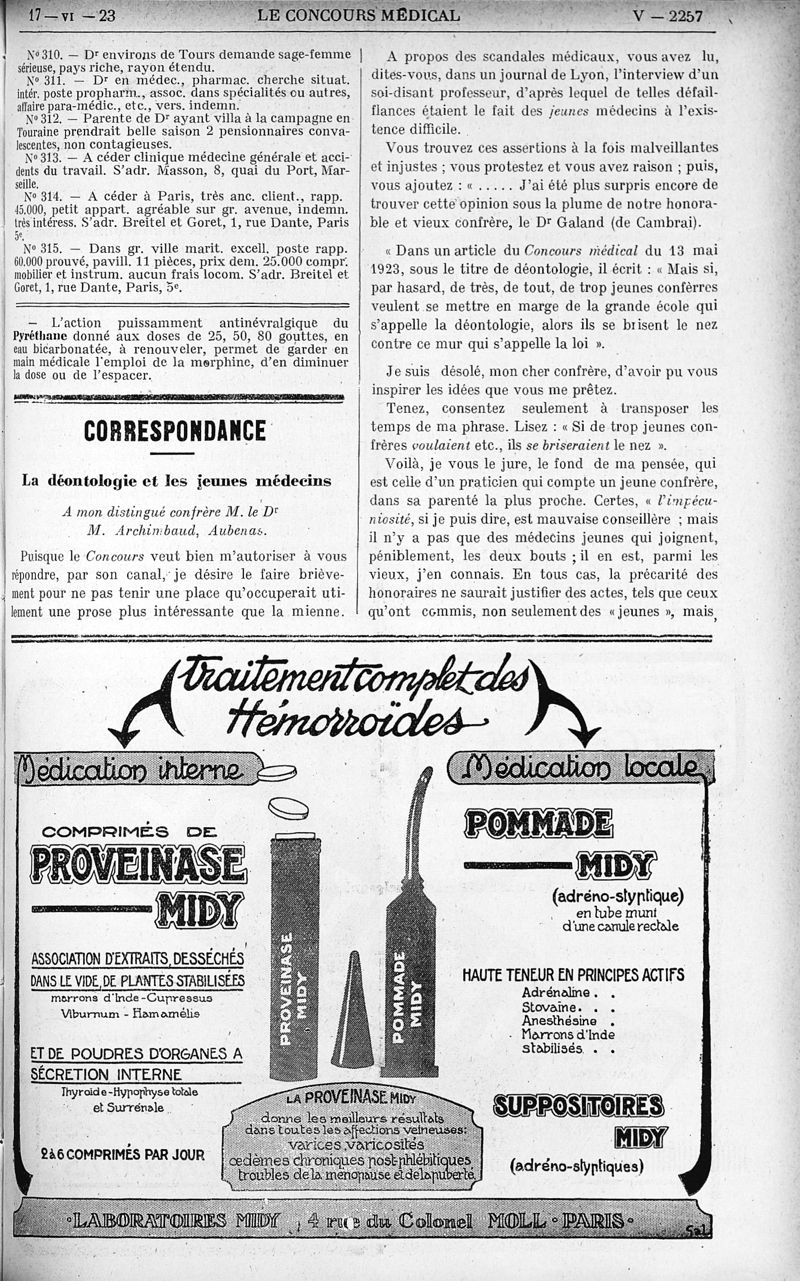 17 — VI — 23
LE CONCOURS MÉDICAL
V — 2257
N° 310. — Dr environs de Tours demande sage-femme
sérieuse, pays riche, rayon étendu.
N° 311. — Dr en médec., pharmac. cherche situat.
intér. poste propharm., assoc. dans spécialités ou autres,
affaire para-médic., etc., vers. indemn.
N° 312. — Parente de Dr ayant villa à la campagne en
Touraine prendrait belle saison 2 pensionnaires conva-
lescentes, non contagieuses.
N° 313. — A céder clinique médecine générale et acci-
dents du travail. S'adr. Masson, 8, quai du Port, Mar-
seille.
N° 314. — A céder à Paris, très anc. client., rapp.
45.000, petit appart. agréable sur gr. avenue, indemn.
très intéress. S'adr. Breitel et Goret, 1, rue Dante, Paris
5e.
N° 315. — Dans gr. ville marit. excell. poste rapp.
60.000 prouvé, pavill. 11 pièces, prix dem. 25.000 compr.
mobilier et instrum. aucun frais locom. S'adr. Breitel et
Goret, 1, rue Dante, Paris, 5e.
— L'action puissamment antinévralgique du
Pyréthane donné aux doses de 25, 50, 80 gouttes, en
eau bicarbonatée, à renouveler, permet de garder en
main médicale l'emploi de la morphine, d'en diminuer
la dose ou de l'espacer.
CORRESPONDANCE
La déontologie et les jeunes médecins
A mon distingué confrère M. le Dr
M. Archimbaud, Aubenas.
Puisque le Concours veut bien m'autoriser à vous
répondre, par son canal, je désire le faire briève-
ment pour ne pas tenir une place qu'occuperait uti-
lement une prose plus intéressante que la mienne.
A propos des scandales médicaux, vous avez lu,
dites-vous, dans un journal de Lyon, l'interview d'un
soi-disant professeur, d'après lequel de telles défail-
flances étaient le fait des jeunes médecins à l'exis-
tence difficile.
Vous trouvez ces assertions à la fois malveillantes
et injustes ; vous protestez et vous avez raison ; puis,
vous ajoutez : « ..... J'ai été plus surpris encore de
trouver cette opinion sous la plume de notre honora-
ble et vieux confrère, le Dr Galand (de Cambrai).
« Dans un article du Concours médical du 13 mai
1923, sous le titre de déontologie, il écrit : « Mais si,
par hasard, de très, de tout, de trop jeunes confèrres
veulent se mettre en marge de la grande école qui
s'appelle la déontologie, alors ils se brisent le nez
contre ce mur qui s'appelle la loi ».
Je suis désolé, mon cher confrère, d'avoir pu vous
inspirer les idées que vous me prêtez.
Tenez, consentez seulement à transposer les
temps de ma phrase. Lisez : « Si de trop jeunes con-
frères voulaient etc., ils se briseraient le nez ».
Voilà, je vous le jure, le fond de ma pensée, qui
est celle d'un praticien qui compte un jeune confrère,
dans sa parenté la plus proche. Certes, « l'impécu-
niosité, si je puis dire, est mauvaise conseillère ; mais
il n'y a pas que des médecins jeunes qui joignent,
péniblement, les deux bouts ; il en est, parmi les
vieux, j'en connais. En tous cas, la précarité des
honoraires ne saurait justifier des actes, tels que ceux
qu'ont commis, non seulement des « jeunes », mais,
Traitement complet des
Hémorroïdes
Médication interne
COMPRIMÉS DE
PROVEINASE
MIDY
ASSOCIATION D'EXTRAITS, DESSÉCHÉS
DANS LE VIDE, DE PLANTES STABILISÉES
marrons d'Inde - Cupressus
Viburnum - Hamamélis
ET DE POUDRES D'ORGANES A
SÉCRETION INTERNE
Thyroide - Hypophyse totale
et Surrénale
2 à 6 COMPRIMÉS PAR JOUR
PROVEINASE
MIDY
POMMADE
MIDY
LA PROVEINASE MIDY
donne les meilleurs résultats
dans toutes les affections veineuses:
varices, varicosités
œdèmes chroniques post-phlébitiques
troubles de la ménopause et de la puberté.
Médication locale
POMMADE
MIDY
(adréno-styptique)
en tube muni
d'une canule rectale
HAUTE TENEUR EN PRINCIPES ACTIFS
Adrénaline . .
Stovaïne . . .
Anesthésine .
Marrons d'Inde
stabilisés . .
SUPPOSITOIRES
MIDY
(adréno-styptiques)
LABORATOIRES MIDY, 4 rue du Colonel MOLL - PARIS
Gal